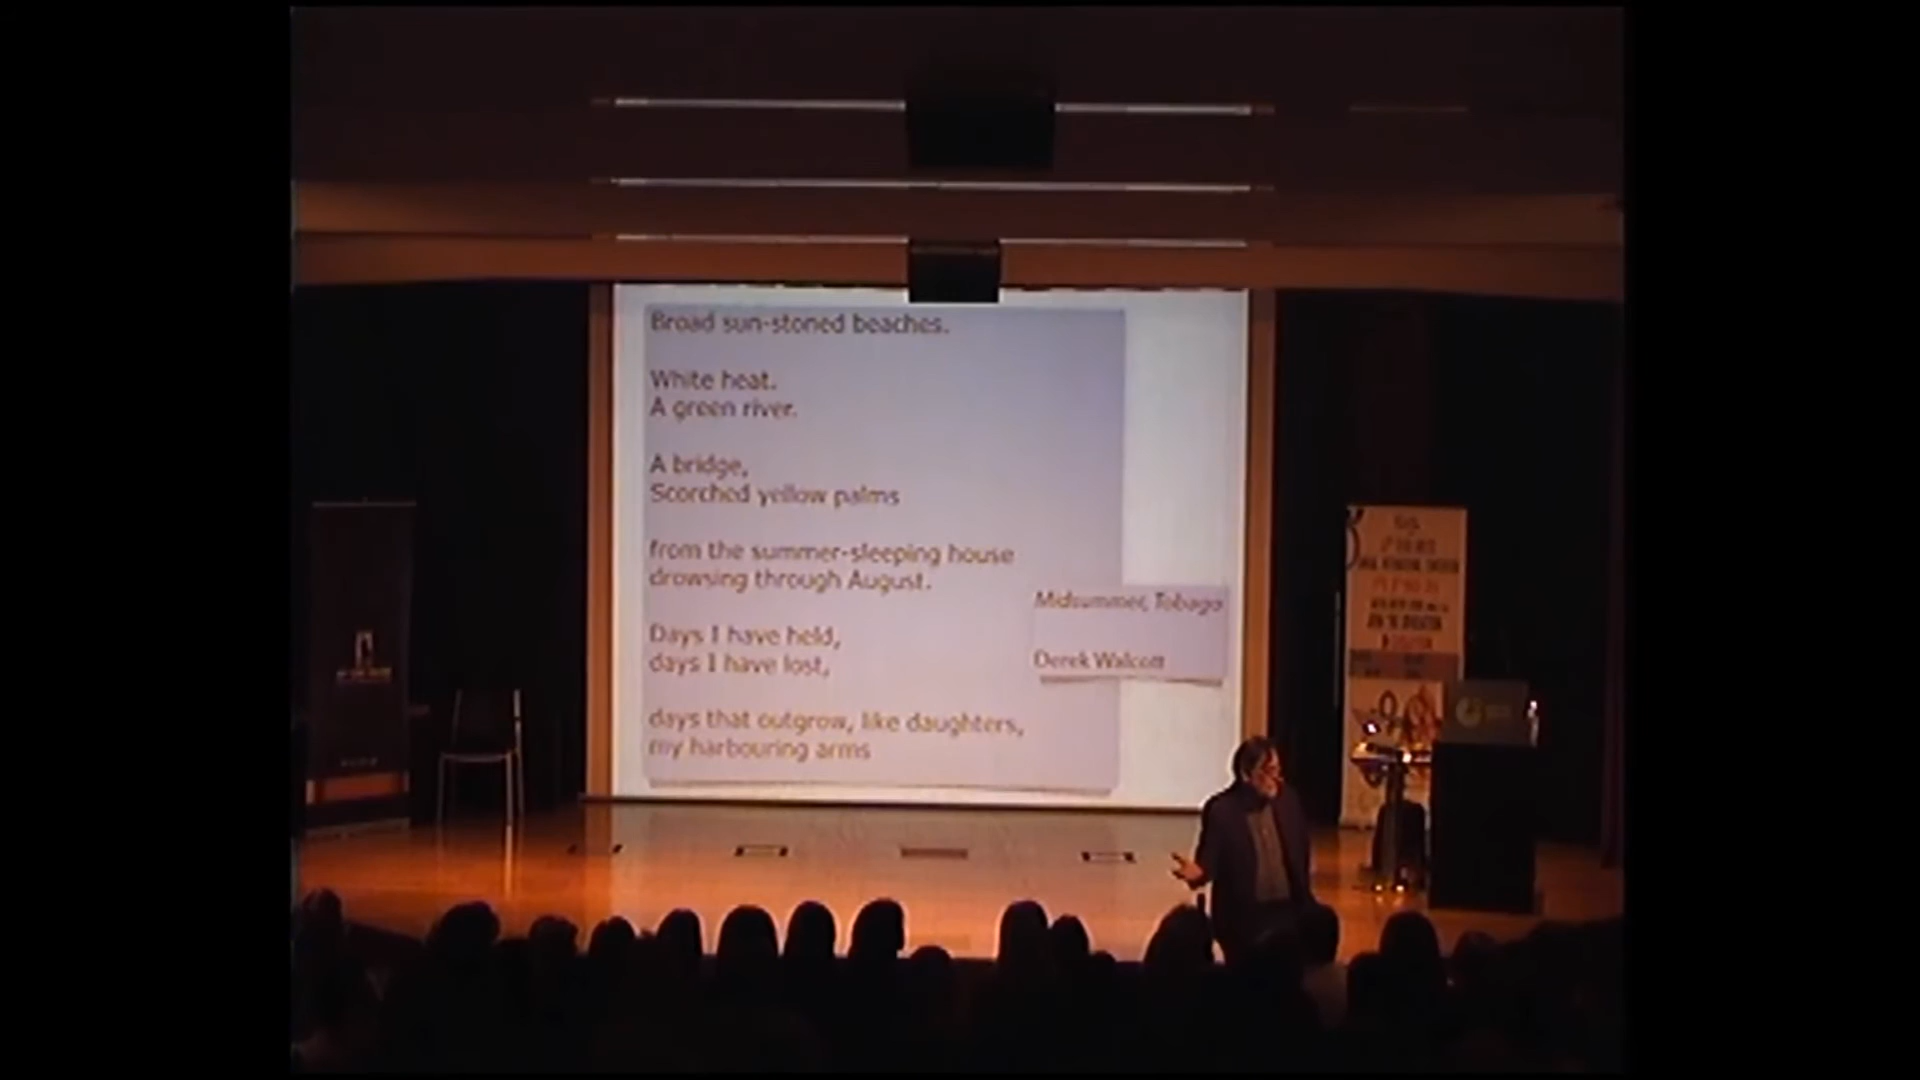 Broad sun-stoned beaches.
White heat.
A green river.
A bridge,
Scorched yellow palms
from the summer-sleeping house
drowsing through August.
Days I have held,
days I have lost,
days that outgrow, like daughters,
my harbouring arms
Midsummer, Tobago
Derek Walcott